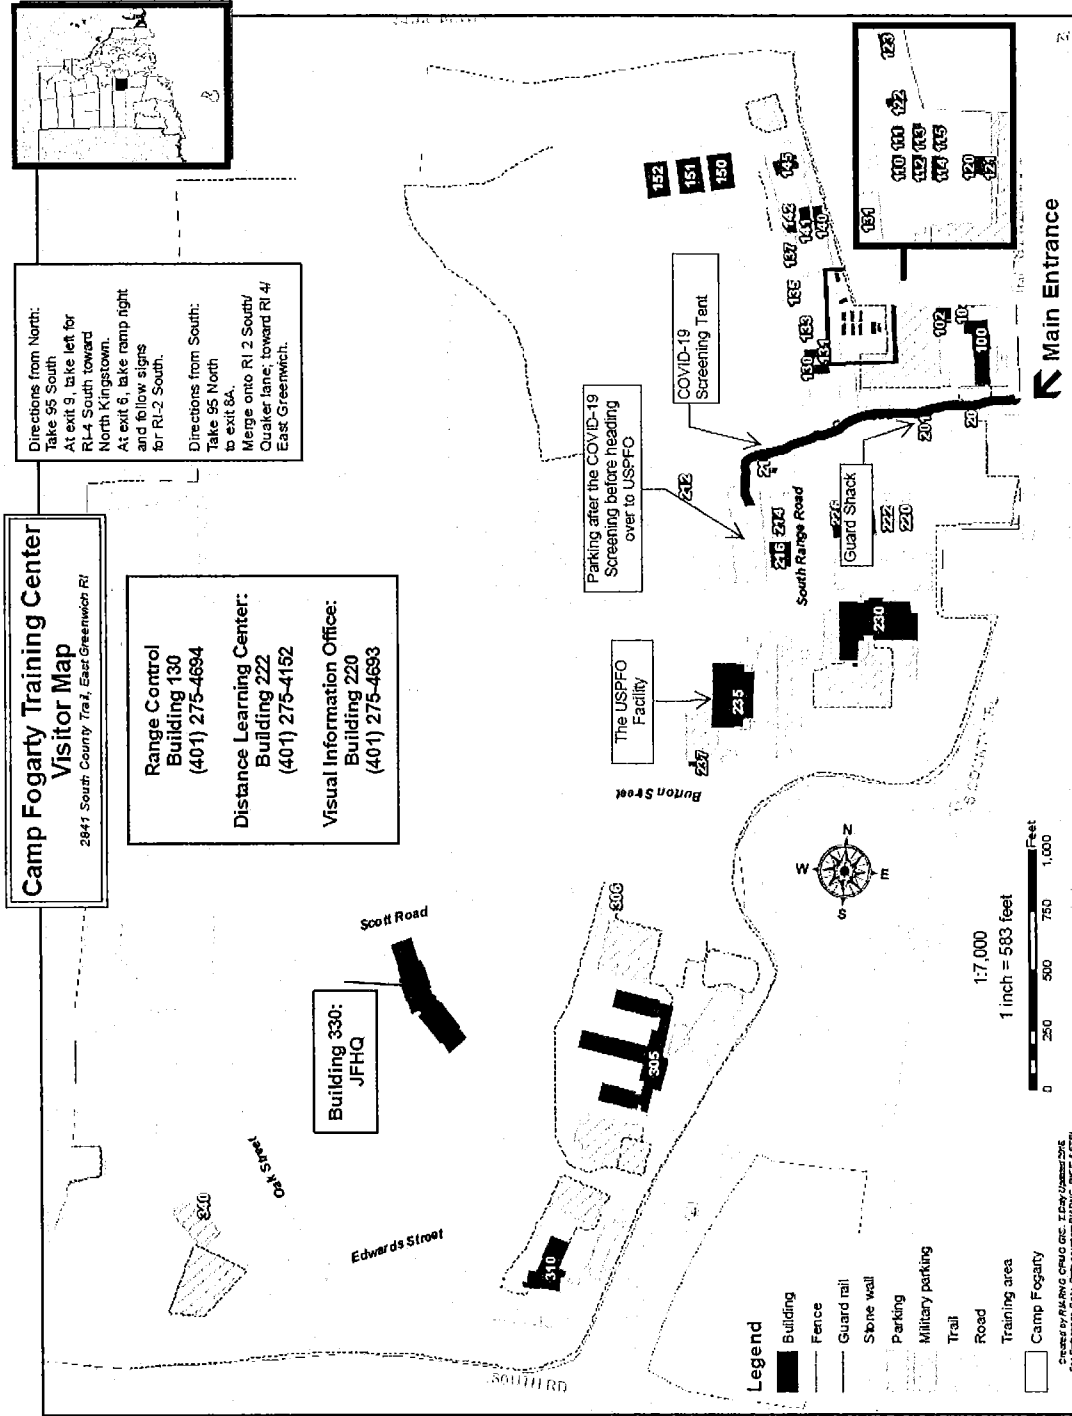 Camp Fogarty Training Center
Visitor Map
2841 South County Trail, East Greenwich RI
Directions from North:
Take 95 South
At exit 9, take left for
RI-4 South toward
North Kingstown.
At exit 6, take ramp right
and follow signs
for RI-2 South.
Directions from South:
Take 95 North
to exit 8A.
Merge onto RI 2 South/
Quaker lane; toward RI 4/
East Greenwich.
Range Control
Building 130
(401) 275-4694
Distance Learning Center:
Building 222
(401) 275-4152
Visual Information Office:
Building 220
(401) 275-4693
Building 330:
JFHQ
Scott Road
Oak Street
Edwards Street
340
310
305
306
SOUTH RD
The USPFO
Facility
235
237
Burton Street
230
Parking after the COVID-19
Screening before heading
over to USPFO
COVID-19
Screening Tent
Guard Shack
South Range Road
212
214
216
222
220
201
152
151
150
145
142
141
140
137
135
133
131
130
102
100
Main Entrance
131
110 111
112 113
114 115
120
121
122
123
N
W
E
S
1:7,000
1 inch = 583 feet
0 250 500 750 1,000
Feet
Legend
Building
Fence
Guard rail
Stone wall
Parking
Military parking
Trail
Road
Training area
Camp Fogarty